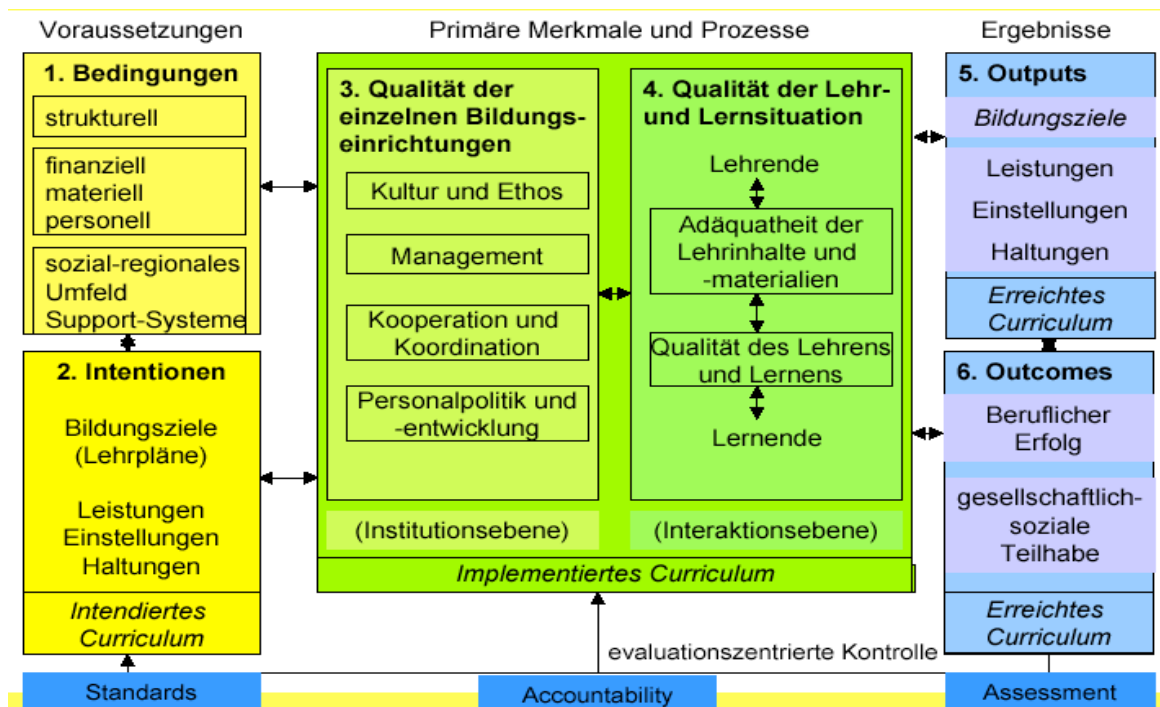 Voraussetzungen
1. Bedingungen
strukturell
finanziell
materiell
personell
sozial-regionales
Umfeld
Support-Systeme
2. Intentionen
Bildungsziele
(Lehrpläne)
Leistungen
Einstellungen
Haltungen
Intendiertes
Curriculum
Standards
Primäre Merkmale und Prozesse
3. Qualität der
einzelnen Bildungs-
einrichtungen
Kultur und Ethos
Management
Kooperation und
Koordination
Personalpolitik und
-entwicklung
(Institutionsebene)
4. Qualität der Lehr-
und Lernsituation
Lehrende
Adäquatheit der
Lehrinhalte und
-materialien
Qualität des Lehrens
und Lernens
Lernende
(Interaktionsebene)
Implementiertes Curriculum
evaluationszentrierte Kontrolle
Accountability
Ergebnisse
5. Outputs
Bildungsziele
Leistungen
Einstellungen
Haltungen
Erreichtes
Curriculum
6. Outcomes
Beruflicher
Erfolg
gesellschaftlich-
soziale
Teilhabe
Erreichtes
Curriculum
Assessment